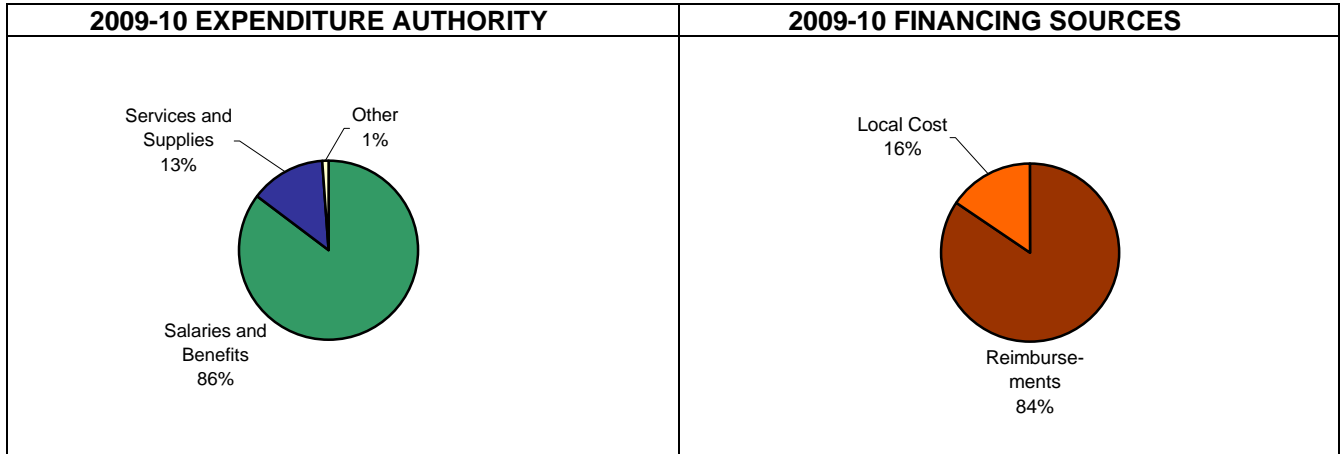 2009-10 EXPENDITURE AUTHORITY
2009-10 FINANCING SOURCES
Services and
Supplies
13%
Other
1%
Salaries and
Benefits
86%
Local Cost
16%
Reimburse-
ments
84%